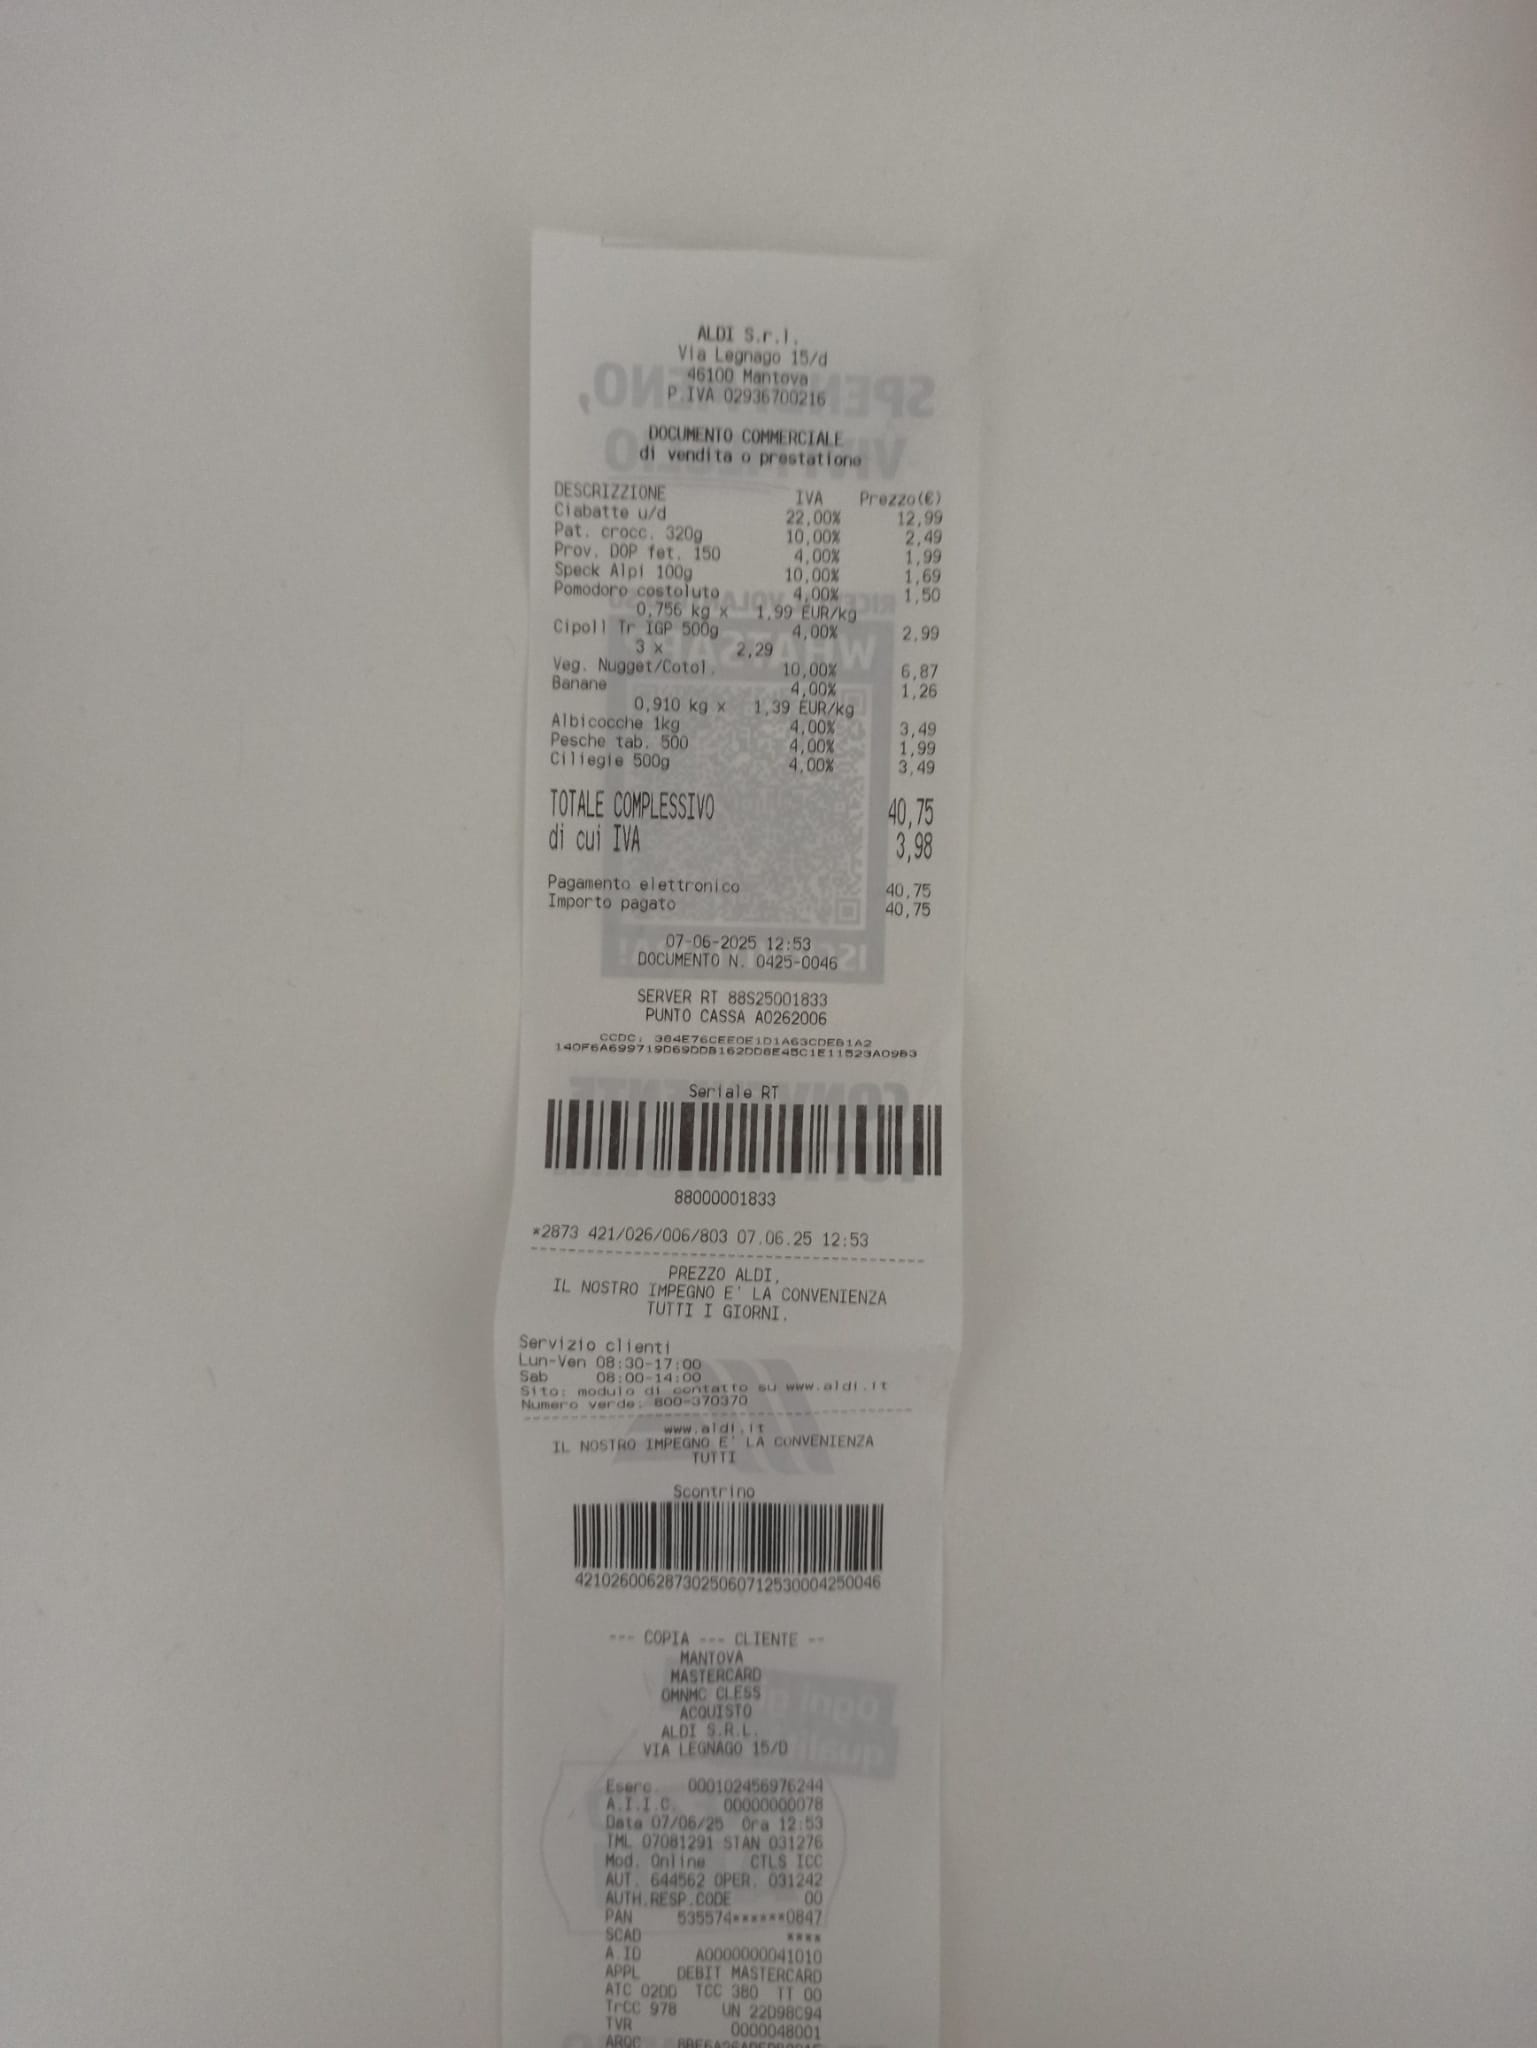 ALDI S.r.l.
Via Legnago 15/d
46100 Mantova
P.IVA 02936700216
DOCUMENTO COMMERCIALE
di vendita o prestazione
DESCRIZZIONE IVA Prezzo(€)
Ciabatte u/d 22,00% 12,99
Pat. crocc. 320g 10,00% 2,49
Prov. DOP fet. 150 4,00% 1,99
Speck Alpi 100g 10,00% 1,69
Pomodoro costoluto 4,00% 1,50
0,756 kg x 1,99 EUR/kg
Cipoll Tr IGP 500g 4,00% 2,99
3 x 2,29
Veg. Nugget/Cotol. 10,00% 6,87
Banane 4,00% 1,26
0,910 kg x 1,39 EUR/kg
Albicocche 1kg 4,00% 3,49
Pesche tab. 500 4,00% 1,99
Ciliegie 500g 4,00% 3,49
TOTALE COMPLESSIVO 40,75
di cui IVA 3,98
Pagamento elettronico 40,75
Importo pagato 40,75
07-06-2025 12:53
DOCUMENTO N. 0425-0046
SERVER RT 88S25001833
PUNTO CASSA A0262006
CCDC:
Seriale RT
88000001833
*2873 421/026/006/803 07.06.25 12:53
PREZZO ALDI,
IL NOSTRO IMPEGNO E' LA CONVENIENZA
TUTTI I GIORNI.
Servizio clienti
Lun-Ven 08:30-17:00
Sab 08:00-14:00
Sito: modulo di contatto su www.aldi.it
Numero verde: 800-370370
www.aldi.it
IL NOSTRO IMPEGNO E' LA CONVENIENZA
TUTTI
Scontrino
4210260062873025060712530004250046
--- COPIA --- CLIENTE --
MANTOVA
MASTERCARD
OMNMC CLESS
ACQUISTO
ALDI S.R.L.
VIA LEGNAGO 15/D
Eserc. 000102456976244
A.I.I.C. 00000000078
Data 07/06/25 Ora 12:53
TML 07081291 STAN 031276
Mod. Online CTLS ICC
AUT. 644562 OPER. 031242
AUTH.RESP.CODE 00
PAN 535574******0847
SCAD ****
A.ID A0000000041010
APPL DEBIT MASTERCARD
ATC 02DD TCC 380 TT 00
TrCC 978 UN 22D98C94
TVR 0000048001
ARQC